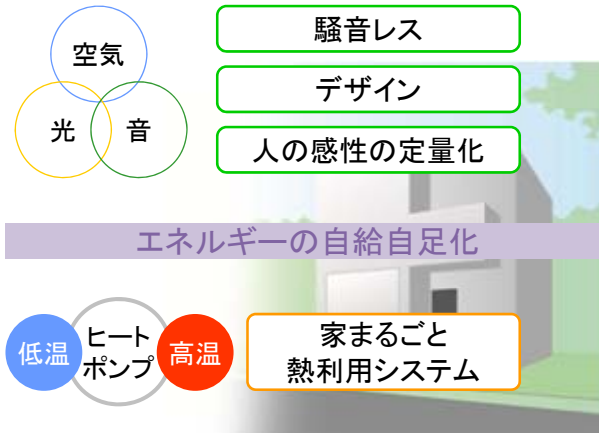 空気
光
音
騒音レス
デザイン
人の感性の定量化
エネルギーの自給自足化
低温
ヒート
ポンプ
高温
家まるごと
熱利用システム